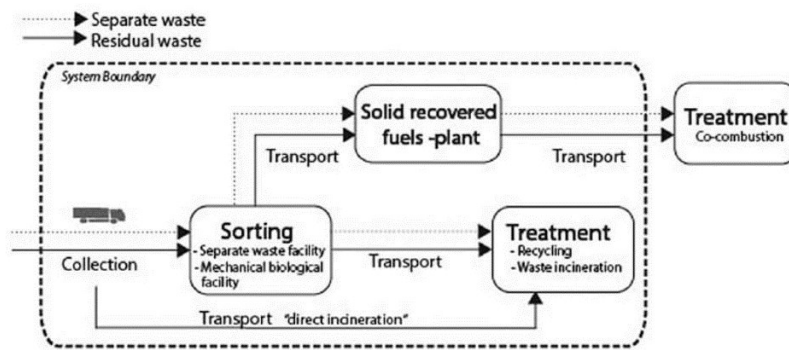 Separate waste
Residual waste
System Boundary
Solid recovered
fuels -plant
Treatment
Co-combustion
Transport
Transport
Sorting
- Separate waste facility
- Mechanical biological
facility
Treatment
- Recycling
- Waste incineration
Collection
Transport
Transport "direct incineration"